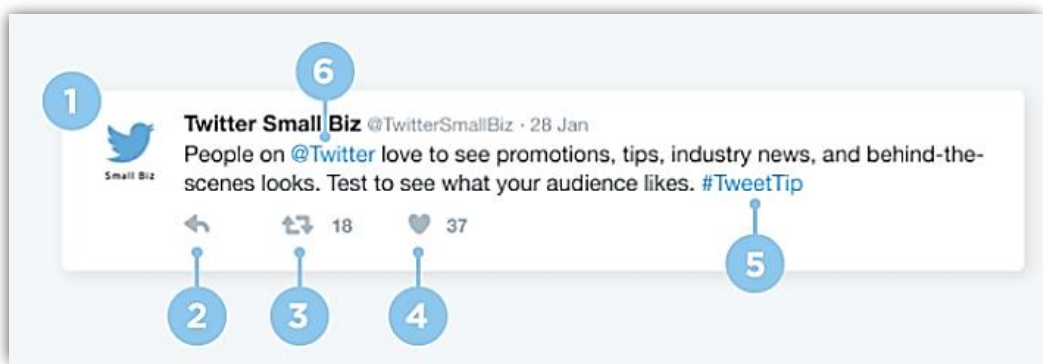 6
1
Twitter Small Biz @TwitterSmallBiz · 28 Jan
People on @Twitter love to see promotions, tips, industry news, and behind-the-
Small Biz
scenes looks. Test to see what your audience likes. #TweetTip
18 37
5
2 3 4